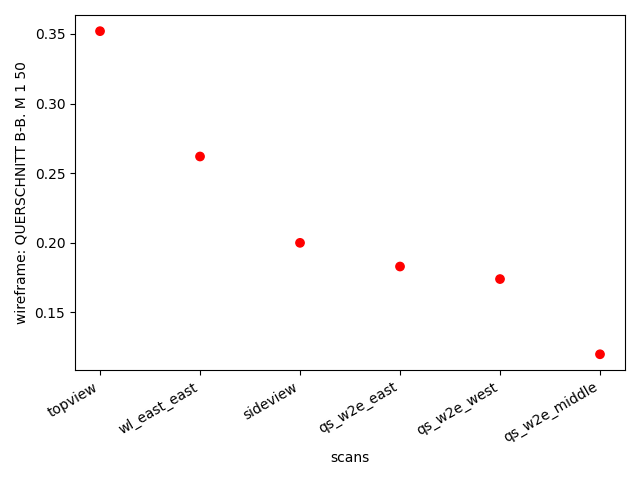 0.35
0.30
0.25
0.20
0.15
wireframe: QUERSCHNITT B-B. M 1 50
topview
wl_east_east
sideview
qs_w2e_east
qs_w2e_west
qs_w2e_middle
scans